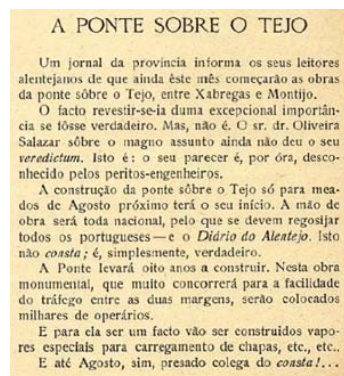 A PONTE SOBRE O TEJO
Um jornal da província informa os seus leitores
alentejanos de que ainda êste mês começarão as obras
da ponte sôbre o Tejo, entre Xabregas e Montijo.
O facto revestir-se-ia duma excepcional importân-
cia se fôsse verdadeiro. Mas, não é. O sr. dr. Oliveira
Salazar sôbre o magno assunto ainda não deu o seu
veredictum. Isto é: o seu parecer é, por óra, desco-
nhecido pelos peritos-engenheiros.
A construção da ponte sôbre o Tejo só para mea-
dos de Agosto próximo terá o seu início. A mão de
obra será toda nacional, pelo que se devem regosijar
todos os portugueses — e o Diário do Alentejo. Isto
não consta; é, simplesmente, verdadeiro.
A Ponte levará oito anos a construir. Nesta obra
monumental, que muito concorrerá para a facilidade
do tráfego entre as duas margens, serão colocados
milhares de operários.
E para ela ser um facto vão ser construidos vapo-
res especiais para carregamento de chapas, etc., etc..
E até Agosto, sim, presado colega do consta!...